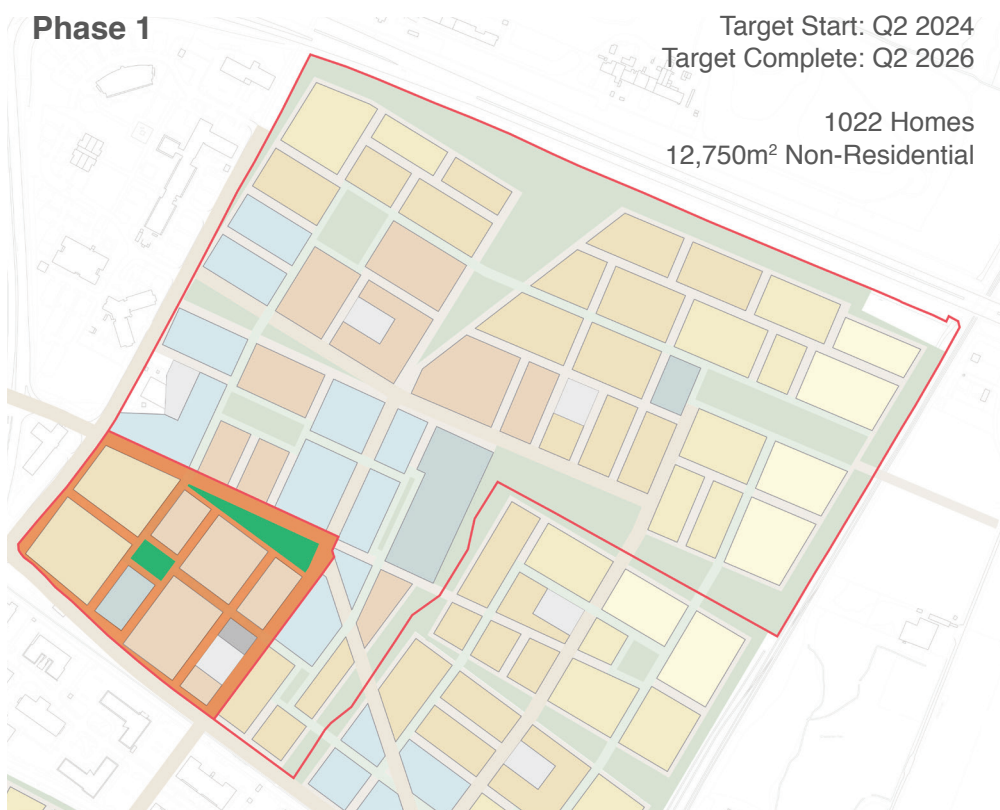 Phase 1
Target Start: Q2 2024
Target Complete: Q2 2026
1022 Homes
12,750m² Non-Residential